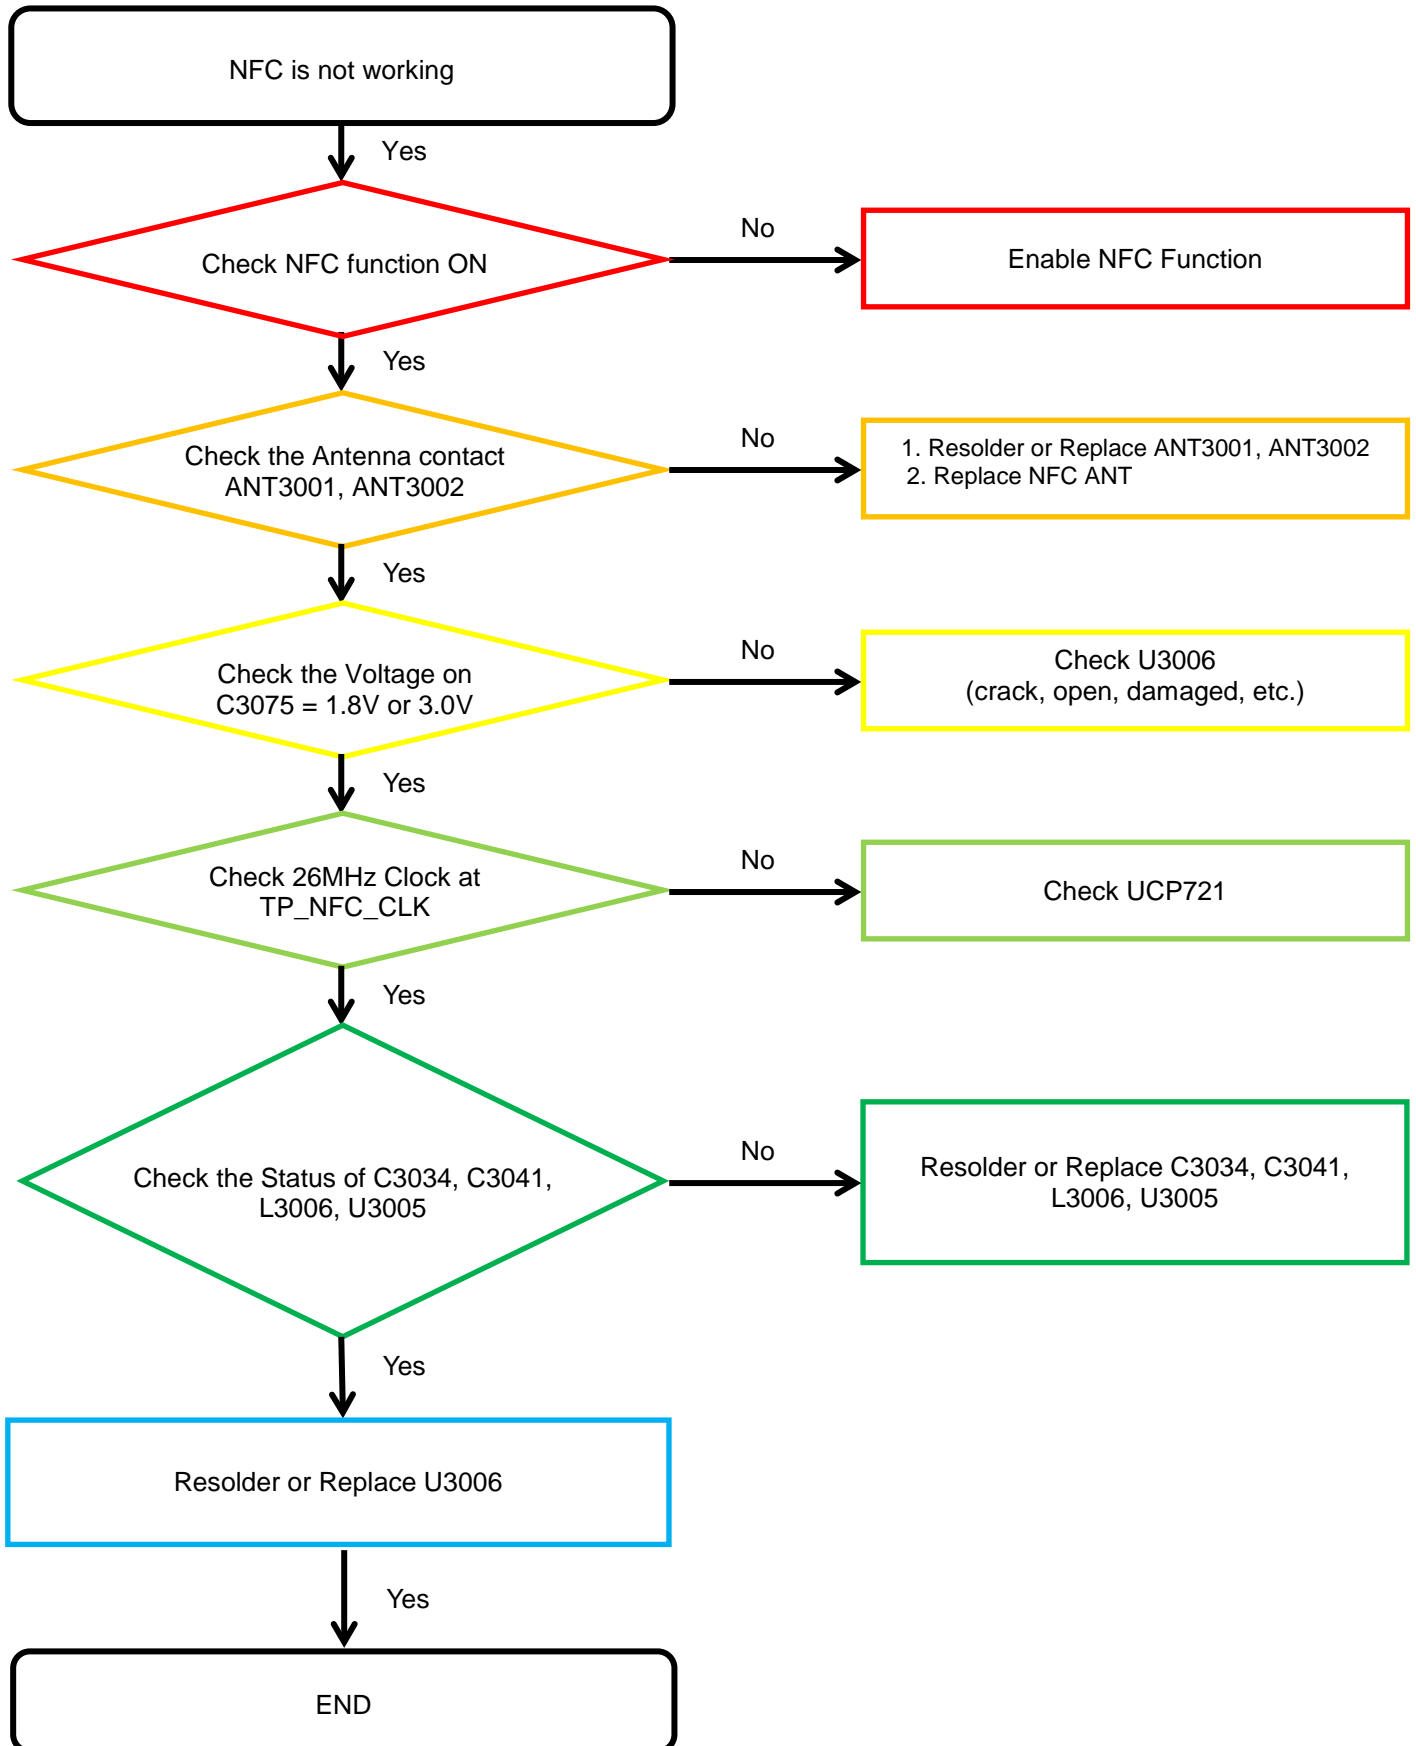 NFC is not working
Yes
Check NFC function ON
No
Enable NFC Function
Yes
Check the Antenna contact
ANT3001, ANT3002
No
1. Resolder or Replace ANT3001, ANT3002
2. Replace NFC ANT
Yes
Check the Voltage on
C3075 = 1.8V or 3.0V
No
Check U3006
(crack, open, damaged, etc.)
Yes
Check 26MHz Clock at
TP_NFC_CLK
No
Check UCP721
Yes
Check the Status of C3034, C3041,
L3006, U3005
No
Resolder or Replace C3034, C3041,
L3006, U3005
Yes
Resolder or Replace U3006
Yes
END